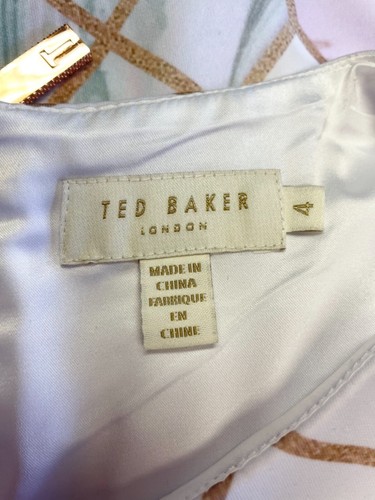 TED BAKER
LONDON
4
MADE IN
CHINA
FABRIQUE
EN
CHINE